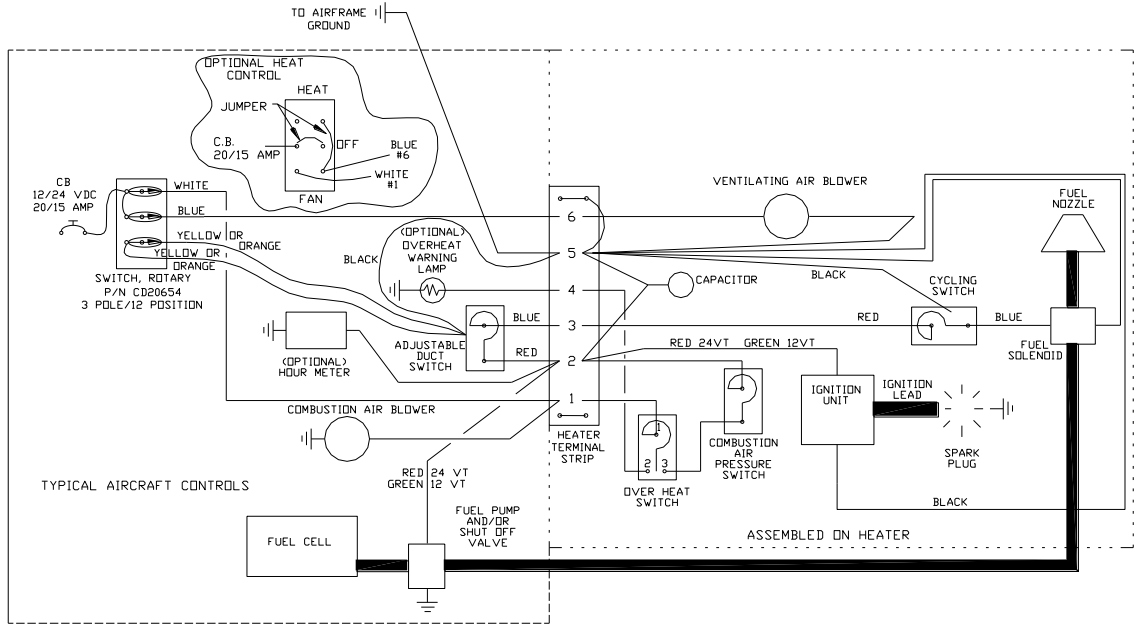 TO AIRFRAME
GROUND
OPTIONAL HEAT
CONTROL
HEAT
JUMPER
C.B.
20/15 AMP
OFF
BLUE
#6
WHITE
#1
FAN
CB
12/24 VDC
20/15 AMP
WHITE
BLUE
YELLOW OR
ORANGE
YELLOW OR
ORANGE
SWITCH, ROTARY
P/N CD20654
3 POLE/12 POSITION
BLACK
(OPTIONAL)
OVERHEAT
WARNING
LAMP
(OPTIONAL)
HOUR METER
ADJUSTABLE
DUCT
SWITCH
BLUE
RED
COMBUSTION AIR BLOWER
RED 24 VT
GREEN 12 VT
TYPICAL AIRCRAFT CONTROLS
FUEL CELL
FUEL PUMP
AND/OR
SHUT OFF
VALVE
6
5
4
3
2
1
HEATER
TERMINAL
STRIP
VENTILATING AIR BLOWER
FUEL
NOZZLE
CAPACITOR
BLACK
CYCLING
SWITCH
RED
BLUE
FUEL
SOLENOID
RED 24VT GREEN 12VT
IGNITION
UNIT
IGNITION
LEAD
SPARK
PLUG
1
2 3
OVER HEAT
SWITCH
COMBUSTION
AIR
PRESSURE
SWITCH
BLACK
ASSEMBLED ON HEATER